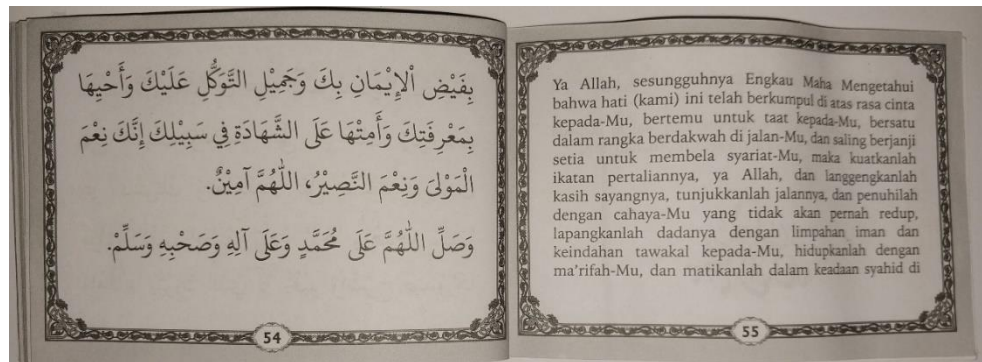 بِفَيْضِ الْإِيْمَانِ بِكَ وَجَمِيْلِ التَّوَكُّلِ عَلَيْكَ وَأَحْيِهَا
بِمَعْرِفَتِكَ وَأَمِتْهَا عَلَى الشَّهَادَةِ فِي سَبِيْلِكَ إِنَّكَ نِعْمَ
الْمَوْلَىٰ وَنِعْمَ النَّصِيْرُ، اللّٰهُمَّ آمِيْنٌ.
وَصَلِّ اللّٰهُمَّ عَلَى مُحَمَّدٍ وَعَلَى آلِهِ وَصَحْبِهِ وَسَلِّمْ.
54
Ya Allah, sesungguhnya Engkau Maha Mengetahui
bahwa hati (kami) ini telah berkumpul di atas rasa cinta
kepada-Mu, bertemu untuk taat kepada-Mu, bersatu
dalam rangka berdakwah di jalan-Mu, dan saling berjanji
setia untuk membela syariat-Mu, maka kuatkanlah
ikatan pertaliannya, ya Allah, dan langgengkanlah
kasih sayangnya, tunjukkanlah jalannya, dan penuhilah
dengan cahaya-Mu yang tidak akan pernah redup,
lapangkanlah dadanya dengan limpahan iman dan
keindahan tawakal kepada-Mu, hidupkanlah dengan
ma'rifah-Mu, dan matikanlah dalam keadaan syahid di
55